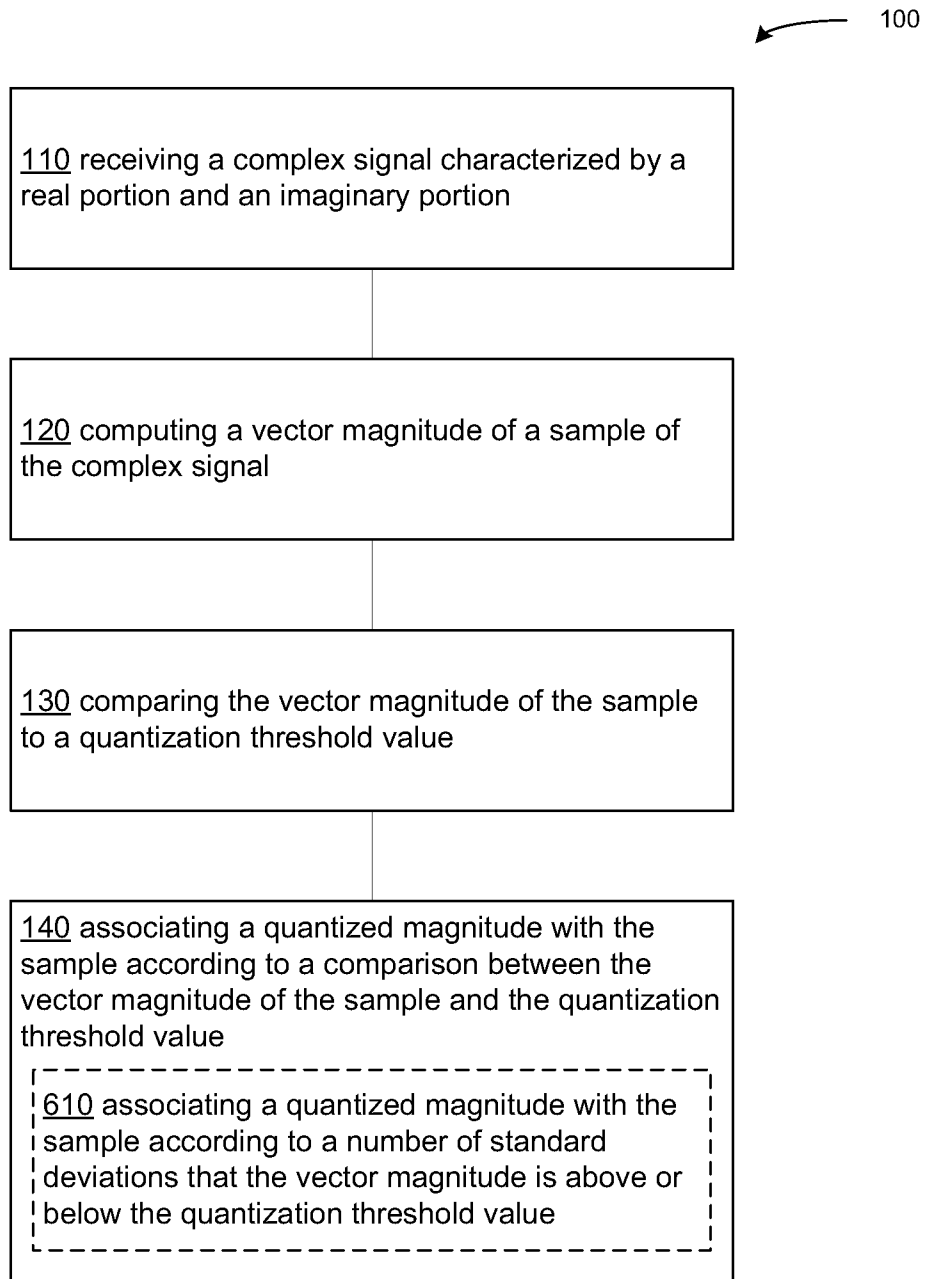 100
110 receiving a complex signal characterized by a
real portion and an imaginary portion
120 computing a vector magnitude of a sample of
the complex signal
130 comparing the vector magnitude of the sample
to a quantization threshold value
140 associating a quantized magnitude with the
sample according to a comparison between the
vector magnitude of the sample and the quantization
threshold value
610 associating a quantized magnitude with the
sample according to a number of standard
deviations that the vector magnitude is above or
below the quantization threshold value